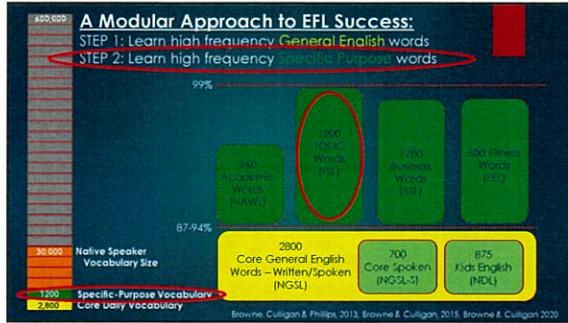 600,000
A Modular Approach to EFL Success:
STEP 1: Learn high frequency General English words
STEP 2: Learn high frequency Specific Purpose words
99%
960
Academic
Words
(NAWL)
1200
TOEIC
Words
(TSL)
1700
Business
Words
(BSL)
600 Fitness
Words
(FEL)
87-94%
2800
Core General English
Words – Written/Spoken
(NGSL)
700
Core Spoken
(NGSL-S)
875
Kids English
(NDL)
30,000 Native Speaker
Vocabulary Size
1200 Specific-Purpose Vocabulary
2,800 Core Daily Vocabulary
Browne, Culligan & Phillips, 2013, Browne & Culligan, 2015, Browne & Culligan 2020